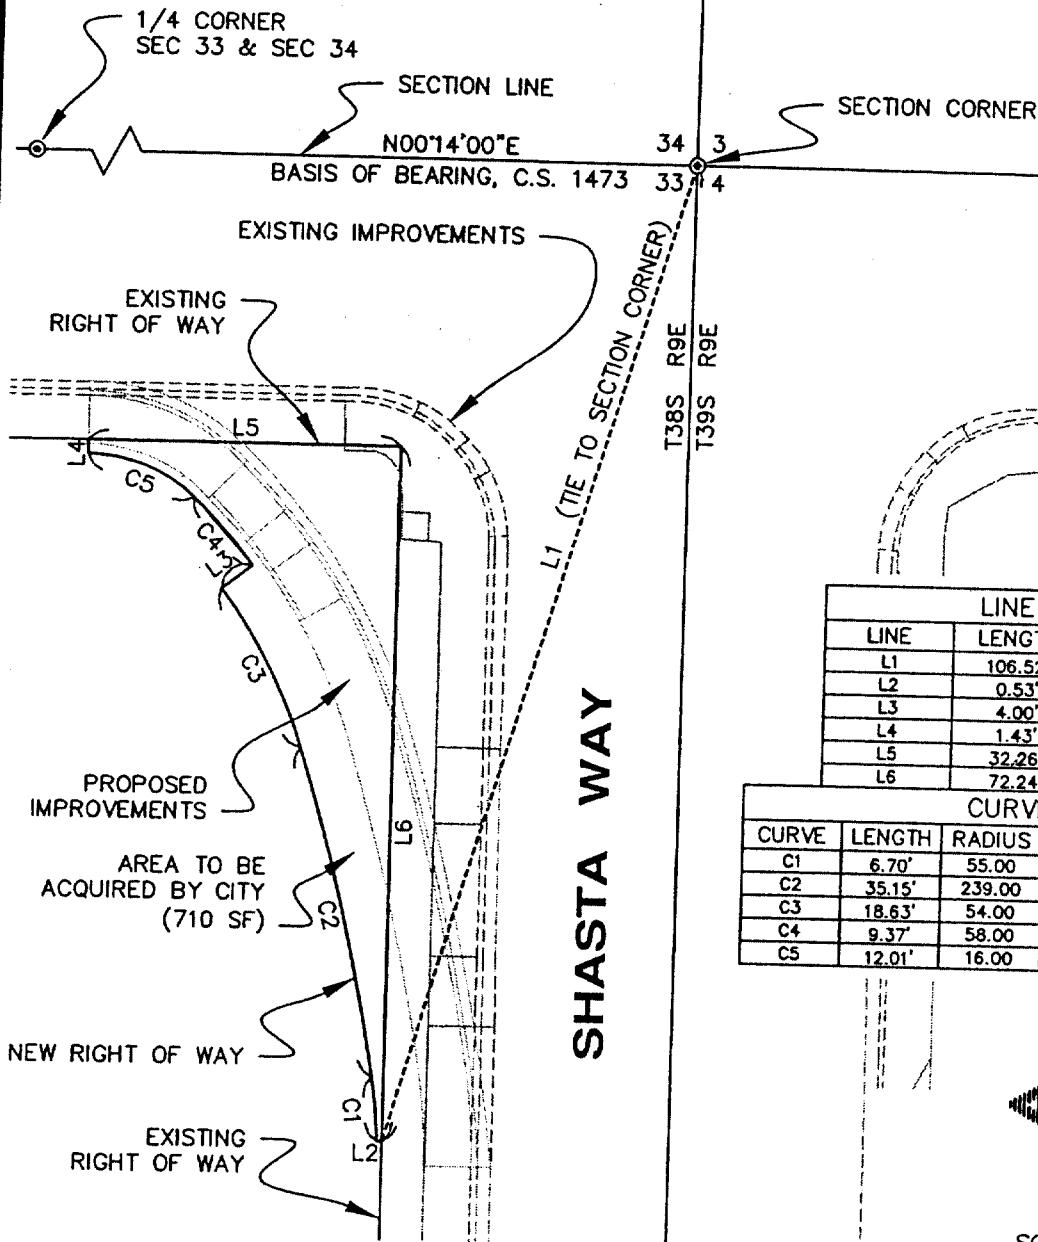 1/4 CORNER
SEC 33 & SEC 34
SECTION LINE
SECTION CORNER
N00°14'00"E
34 3
BASIS OF BEARING, C.S. 1473
33 4
EXISTING IMPROVEMENTS
EXISTING
RIGHT OF WAY
L1 (TIE TO SECTION CORNER)
T38S R9E
T39S R9E
L5
L4
C5
C4
L3
C3
PROPOSED
IMPROVEMENTS
L6
AREA TO BE
ACQUIRED BY CITY
(710 SF)
C2
SHASTA WAY
NEW RIGHT OF WAY
C1
L2
EXISTING
RIGHT OF WAY
LINE
LINE LENGT
L1 106.52
L2 0.53'
L3 4.00'
L4 1.43'
L5 32.26
L6 72.24
CURV
CURVE LENGTH RADIUS
C1 6.70' 55.00
C2 35.15' 239.00
C3 18.63' 54.00
C4 9.37' 58.00
C5 12.01' 16.00